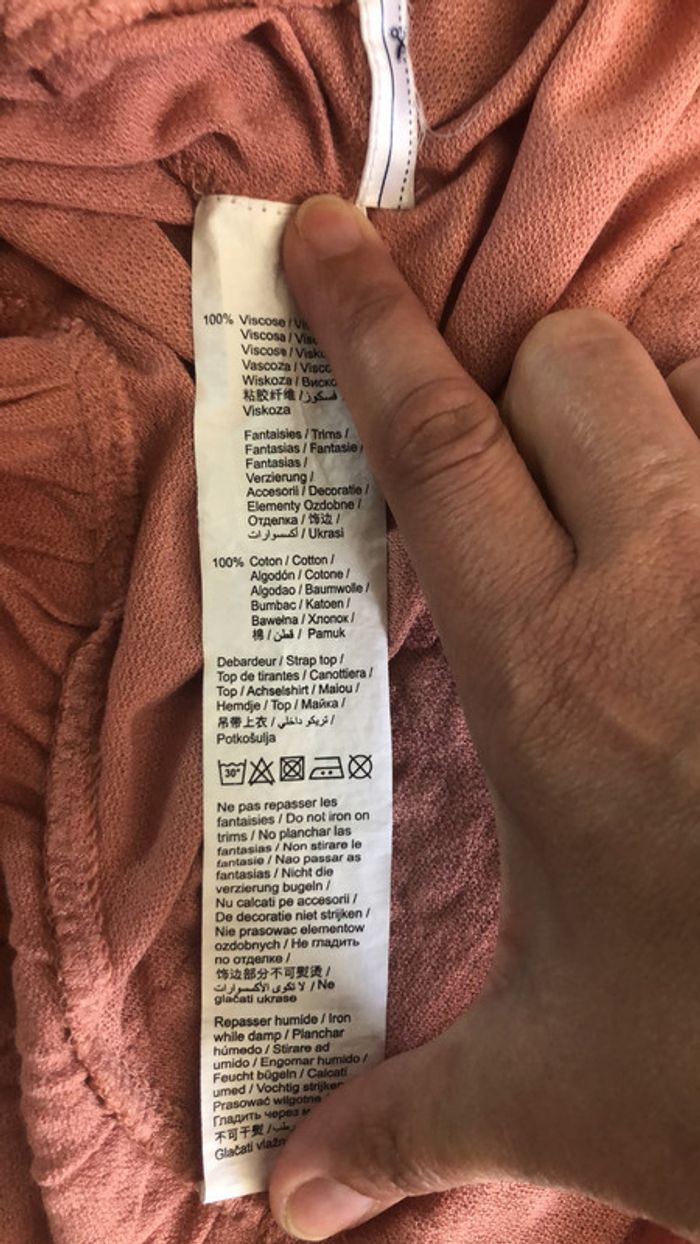 100% Viscose /
Viscosa /
Viscose /
Vascoza /
Wiskoza /
粘胶纤维 / فسكوز /
Viskoza
Fantaisies / Trims /
Fantasias / Fantasie /
Fantasias /
Verzierung /
Accesorii / Decoratie /
Elementy Ozdobne /
Отделка / 饰边 /
أكسسوارات / Ukrasi
100% Coton / Cotton /
Algodón / Cotone /
Algodao / Baumwolle /
Bumbac / Katoen /
Bawełna / Хлопок /
棉 / قطن / Pamuk
Debardeur / Strap top /
Top de tirantes / Canottiera /
Top / Achselshirt / Maiou /
Hemdje / Top / Майка /
吊带上衣 / تريكو داخلي /
Potkošulja
30°
Ne pas repasser les
fantaisies / Do not iron on
trims / No planchar las
fantasias / Non stirare le
fantasie / Nao passar as
fantasias / Nicht die
verzierung bugeln /
Nu calcati pe accesorii /
De decoratie niet strijken /
Nie prasowac elementow
ozdobnych / Не гладить
по отделке /
饰边部分不可熨烫 /
لا تكوى الأكسسوارات / Ne
glačati ukrase
Repasser humide / Iron
while damp / Planchar
húmedo / Stirare ad
umido / Engomar humido /
Feucht bügeln / Calcati
umed / Vochtig strijken
Prasować wilgotne
Гладить через
不可干熨 /
Glačati